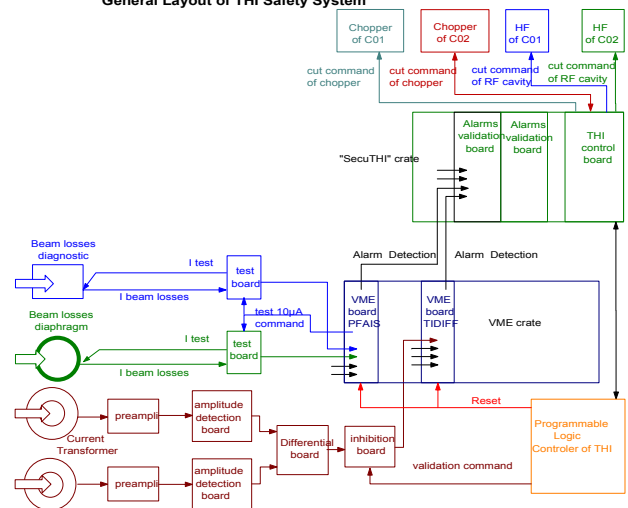 General Layout of THI Safety System
Chopper
of C01
Chopper
of C02
HF
of C01
HF
of C02
cut command
of chopper
cut command
of chopper
cut command
of RF cavity
cut command
of RF cavity
"SecuTHI" crate
Alarms
validation
board
Alarms
validation
board
THI
control
board
Alarm Detection
Alarm Detection
Beam losses
diagnostic
I test
I beam losses
test
board
test 10µA
command
VME
board
PFAIS
VME
board
TIDIFF
VME crate
Beam losses
diaphragm
I test
I beam losses
test
board
Reset
Programmable
Logic
Controler of THI
Current
Transformer
preampli
amplitude
detection
board
Differential
board
inhibition
board
validation command
preampli
amplitude
detection
board